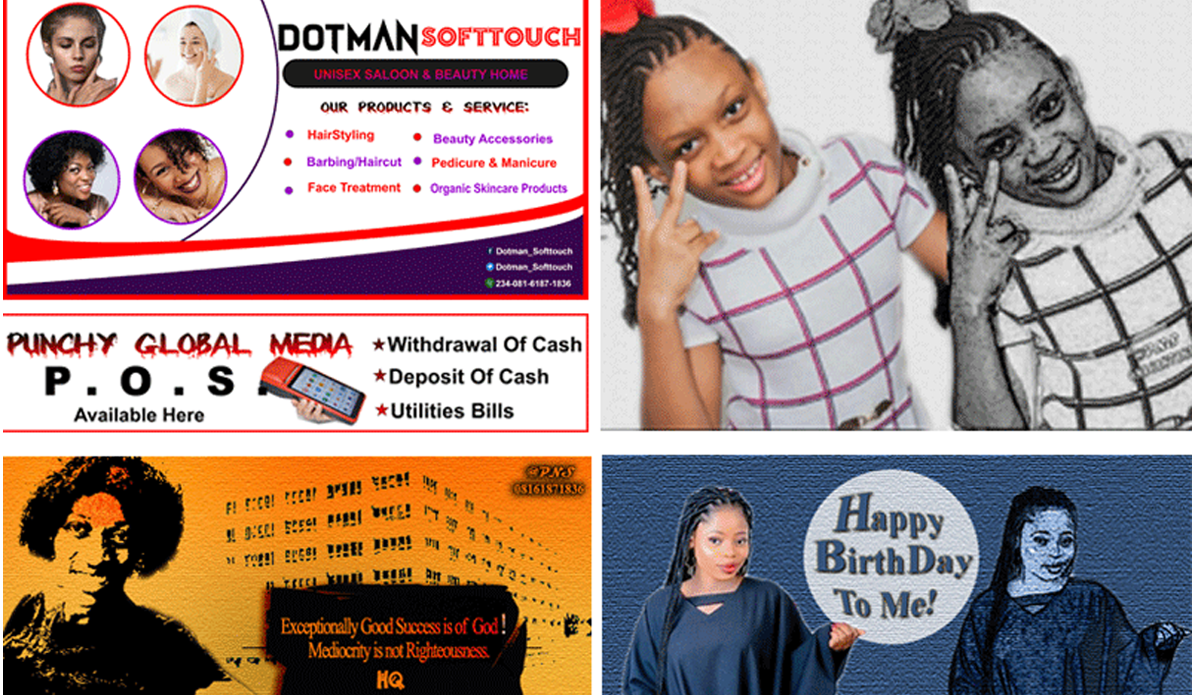 DOTMAN SOFTTOUCH
UNISEX SALOON & BEAUTY HOME
OUR PRODUCTS & SERVICE:
HairStyling
Beauty Accessories
Barbing/Haircut
Pedicure & Manicure
Face Treatment
Organic Skincare Products
Dotman_Softtouch
Dotman_Softtouch
234-081-6187-1836
PUNCHY GLOBAL MEDIA
P.O.S.
Available Here
Withdrawal Of Cash
Deposit Of Cash
Utilities Bills
@PNS
08161871836
Exceptionally Good Success is of God!
Mediocrity is not Righteousness.
HQ
Happy
BirthDay
To Me!